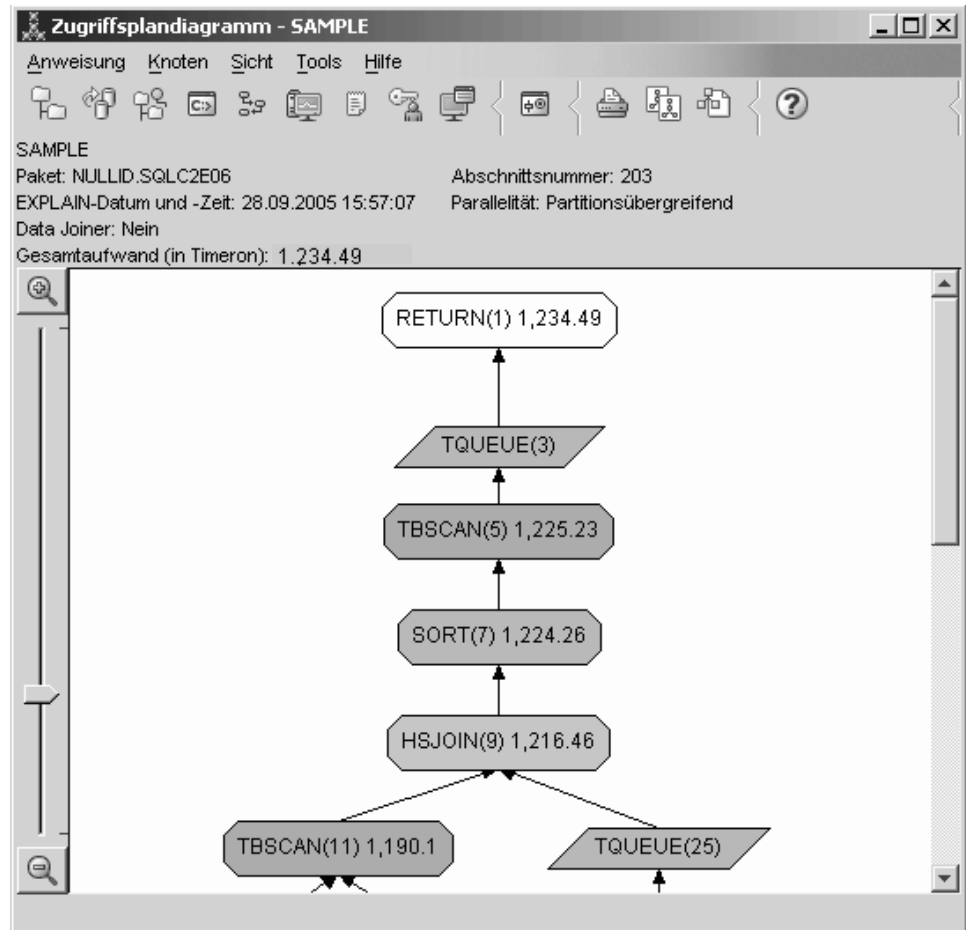 Zugriffsplandiagramm - SAMPLE
Anweisung Knoten Sicht Tools Hilfe
C:>
?
SAMPLE
Paket: NULLID.SQLC2E06 Abschnittsnummer: 203
EXPLAIN-Datum und -Zeit: 28.09.2005 15:57:07 Parallelität: Partitionsübergreifend
Data Joiner: Nein
Gesamtaufwand (in Timeron): 1.234.49
RETURN(1) 1,234.49
TQUEUE(3)
TBSCAN(5) 1,225.23
SORT(7) 1,224.26
HSJOIN(9) 1,216.46
TBSCAN(11) 1,190.1 TQUEUE(25)